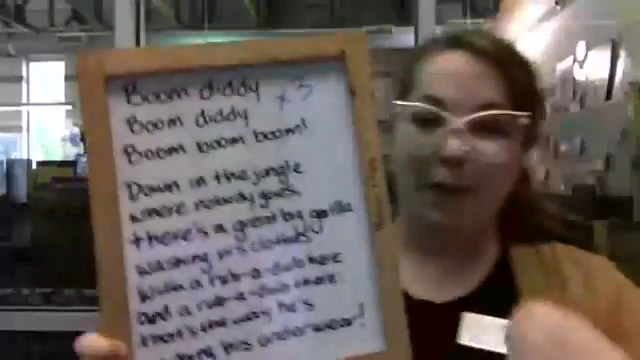 Boom diddy x3
Boom diddy
Boom boom boom!
Down in the jungle
where nobody goes
there's a great big gorilla
washing his clothes
with a rub-a-dub here
and a rub-a-dub there
that's the way he's
his underwear!